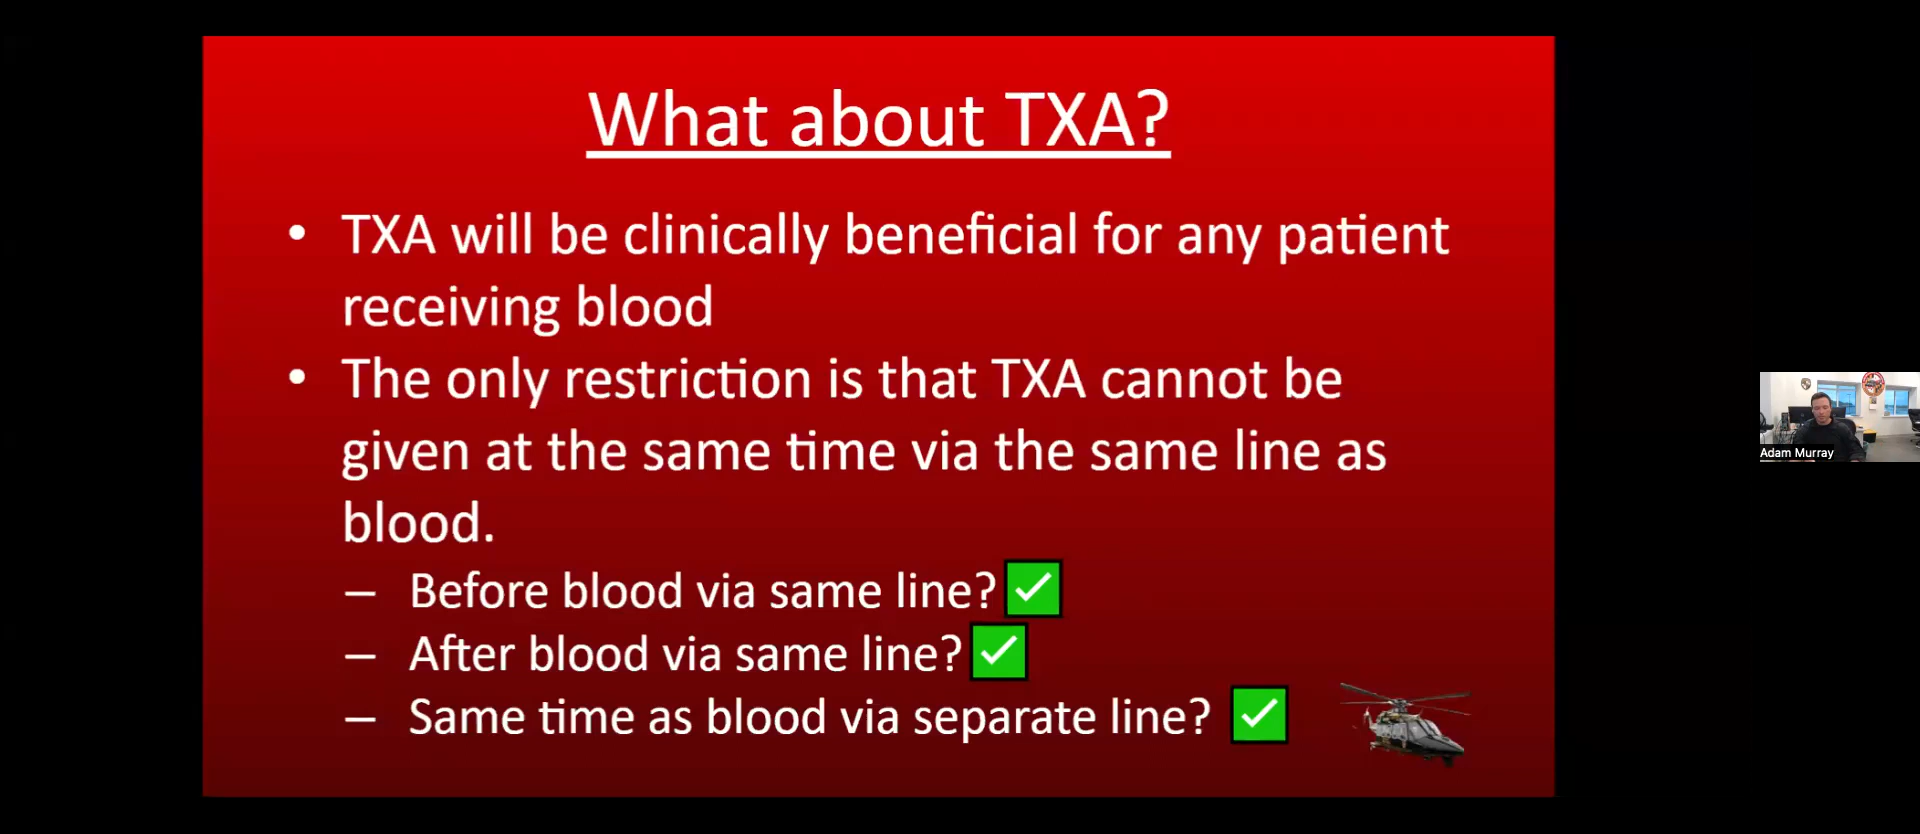 What about TXA?
• TXA will be clinically beneficial for any patient
receiving blood
• The only restriction is that TXA cannot be
given at the same time via the same line as
blood.
– Before blood via same line? ✓
– After blood via same line? ✓
– Same time as blood via separate line? ✓
Adam Murray